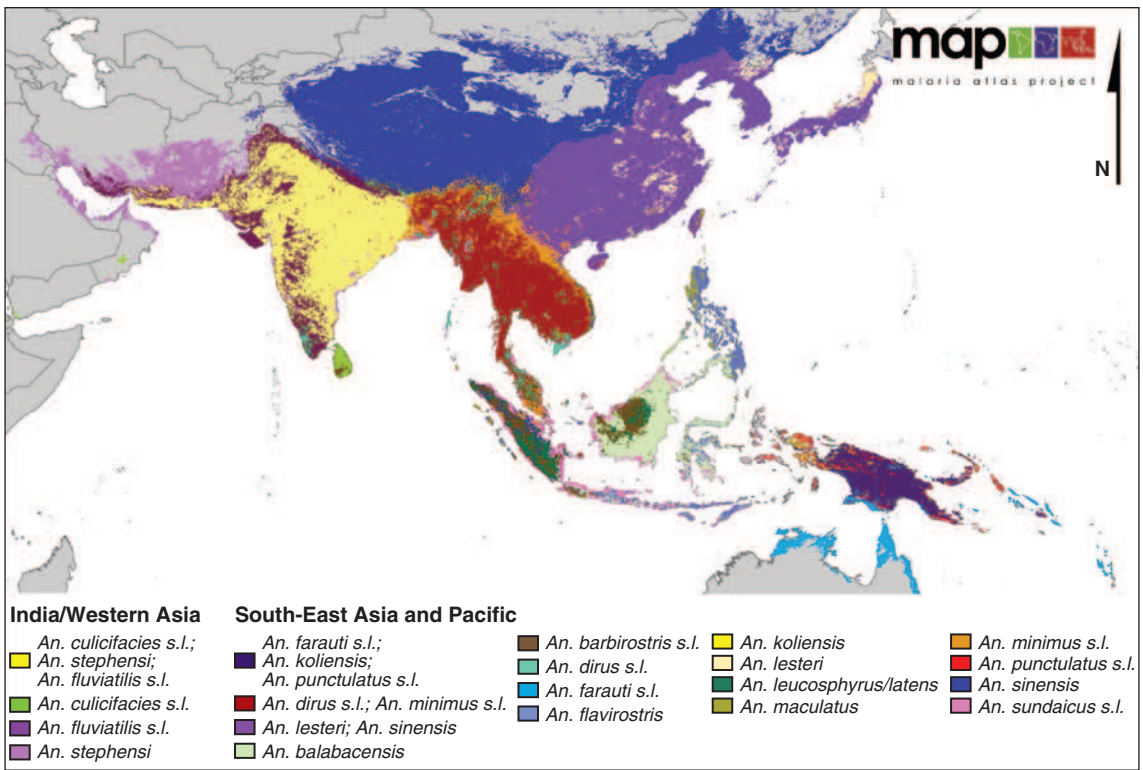 map
malaria atlas project
N
India/Western Asia
An. culicifacies s.l.;
An. stephensi;
An. fluviatilis s.l.
An. culicifacies s.l.
An. fluviatilis s.l.
An. stephensi
South-East Asia and Pacific
An. farauti s.l.;
An. koliensis;
An. punctulatus s.l.
An. dirus s.l.; An. minimus s.l.
An. lesteri; An. sinensis
An. balabacensis
An. barbirostris s.l.
An. dirus s.l.
An. farauti s.l.
An. flavirostris
An. koliensis
An. lesteri
An. leucosphyrus/latens
An. maculatus
An. minimus s.l.
An. punctulatus s.l.
An. sinensis
An. sundaicus s.l.